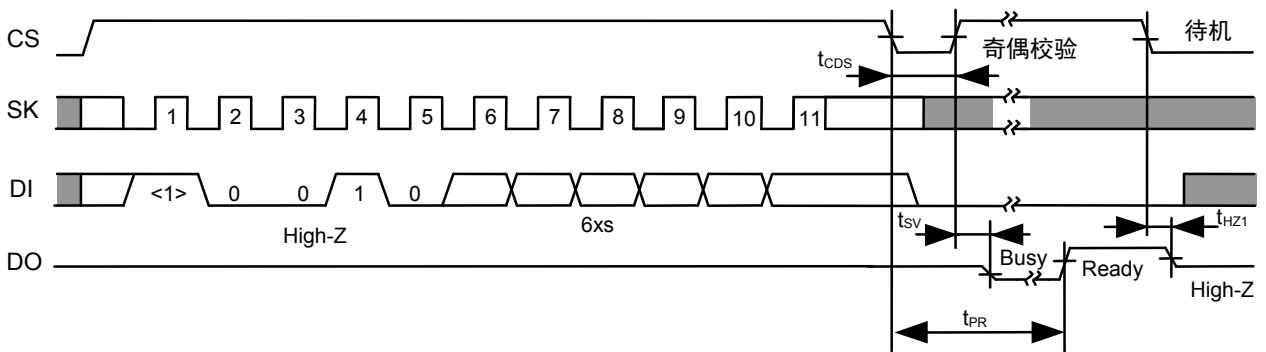 CS
奇偶校验
待机
tCDS
SK
1 2 3 4 5 6 7 8 9 10 11
DI
<1> 0 0 1 0
High-Z
6xs
tSV
tHZ1
DO
Busy
Ready
High-Z
tPR